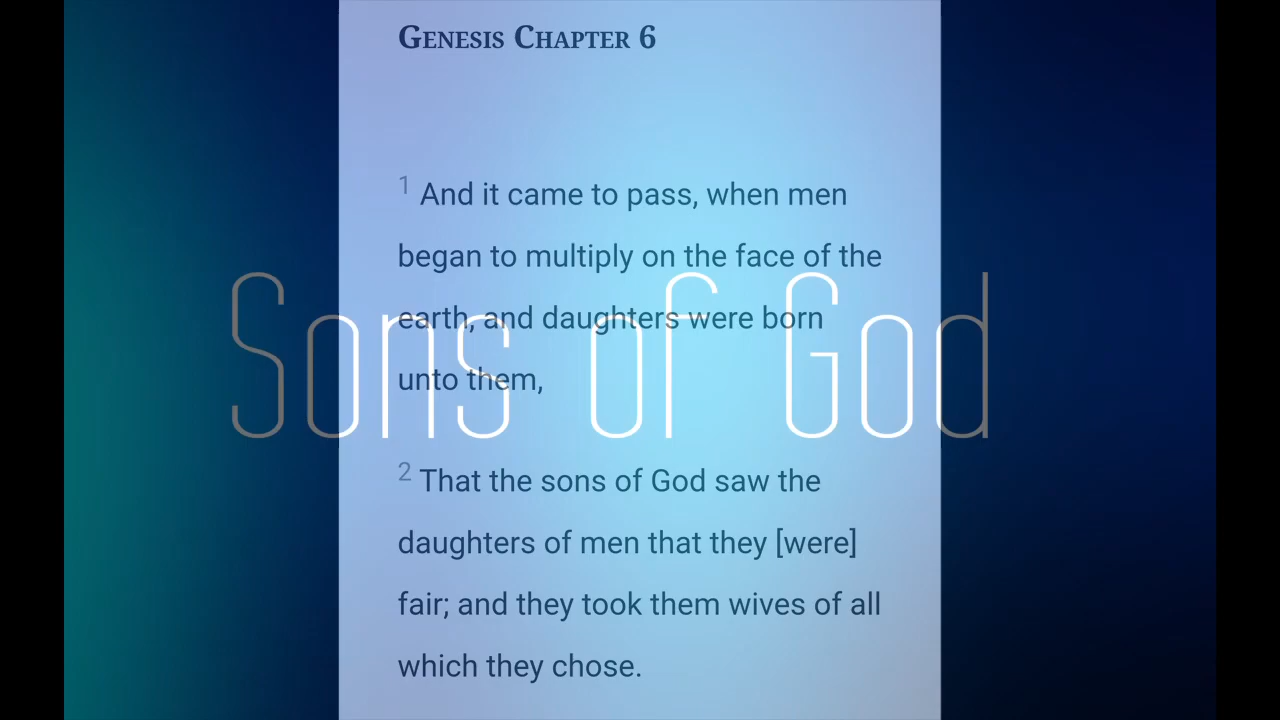 Genesis Chapter 6
1 And it came to pass, when men
began to multiply on the face of the
earth, and daughters were born
unto them,
Sons of God
2 That the sons of God saw the
daughters of men that they [were]
fair; and they took them wives of all
which they chose.